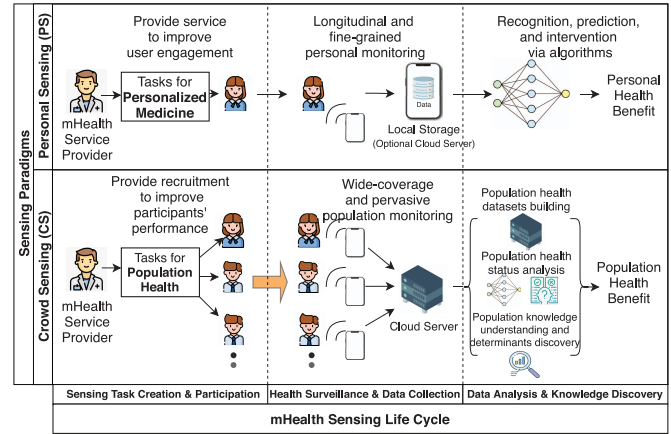 Sensing Paradigms
Personal Sensing (PS)
Provide service
to improve
user engagement
mHealth
Service
Provider
Tasks for
Personalized
Medicine
Longitudinal and
fine-grained
personal monitoring
Data
Local Storage
(Optional Cloud Server)
Recognition, prediction,
and intervention
via algorithms
Personal
Health
Benefit
Crowd Sensing (CS)
Provide recruitment
to improve
participants'
performance
mHealth
Service
Provider
Tasks for
Population
Health
Wide-coverage
and pervasive
population monitoring
Cloud Server
Population health
datasets building
Population health
status analysis
Population knowledge
understanding and
determinants discovery
Population
Health
Benefit
Sensing Task Creation & Participation
Health Surveillance & Data Collection
Data Analysis & Knowledge Discovery
mHealth Sensing Life Cycle